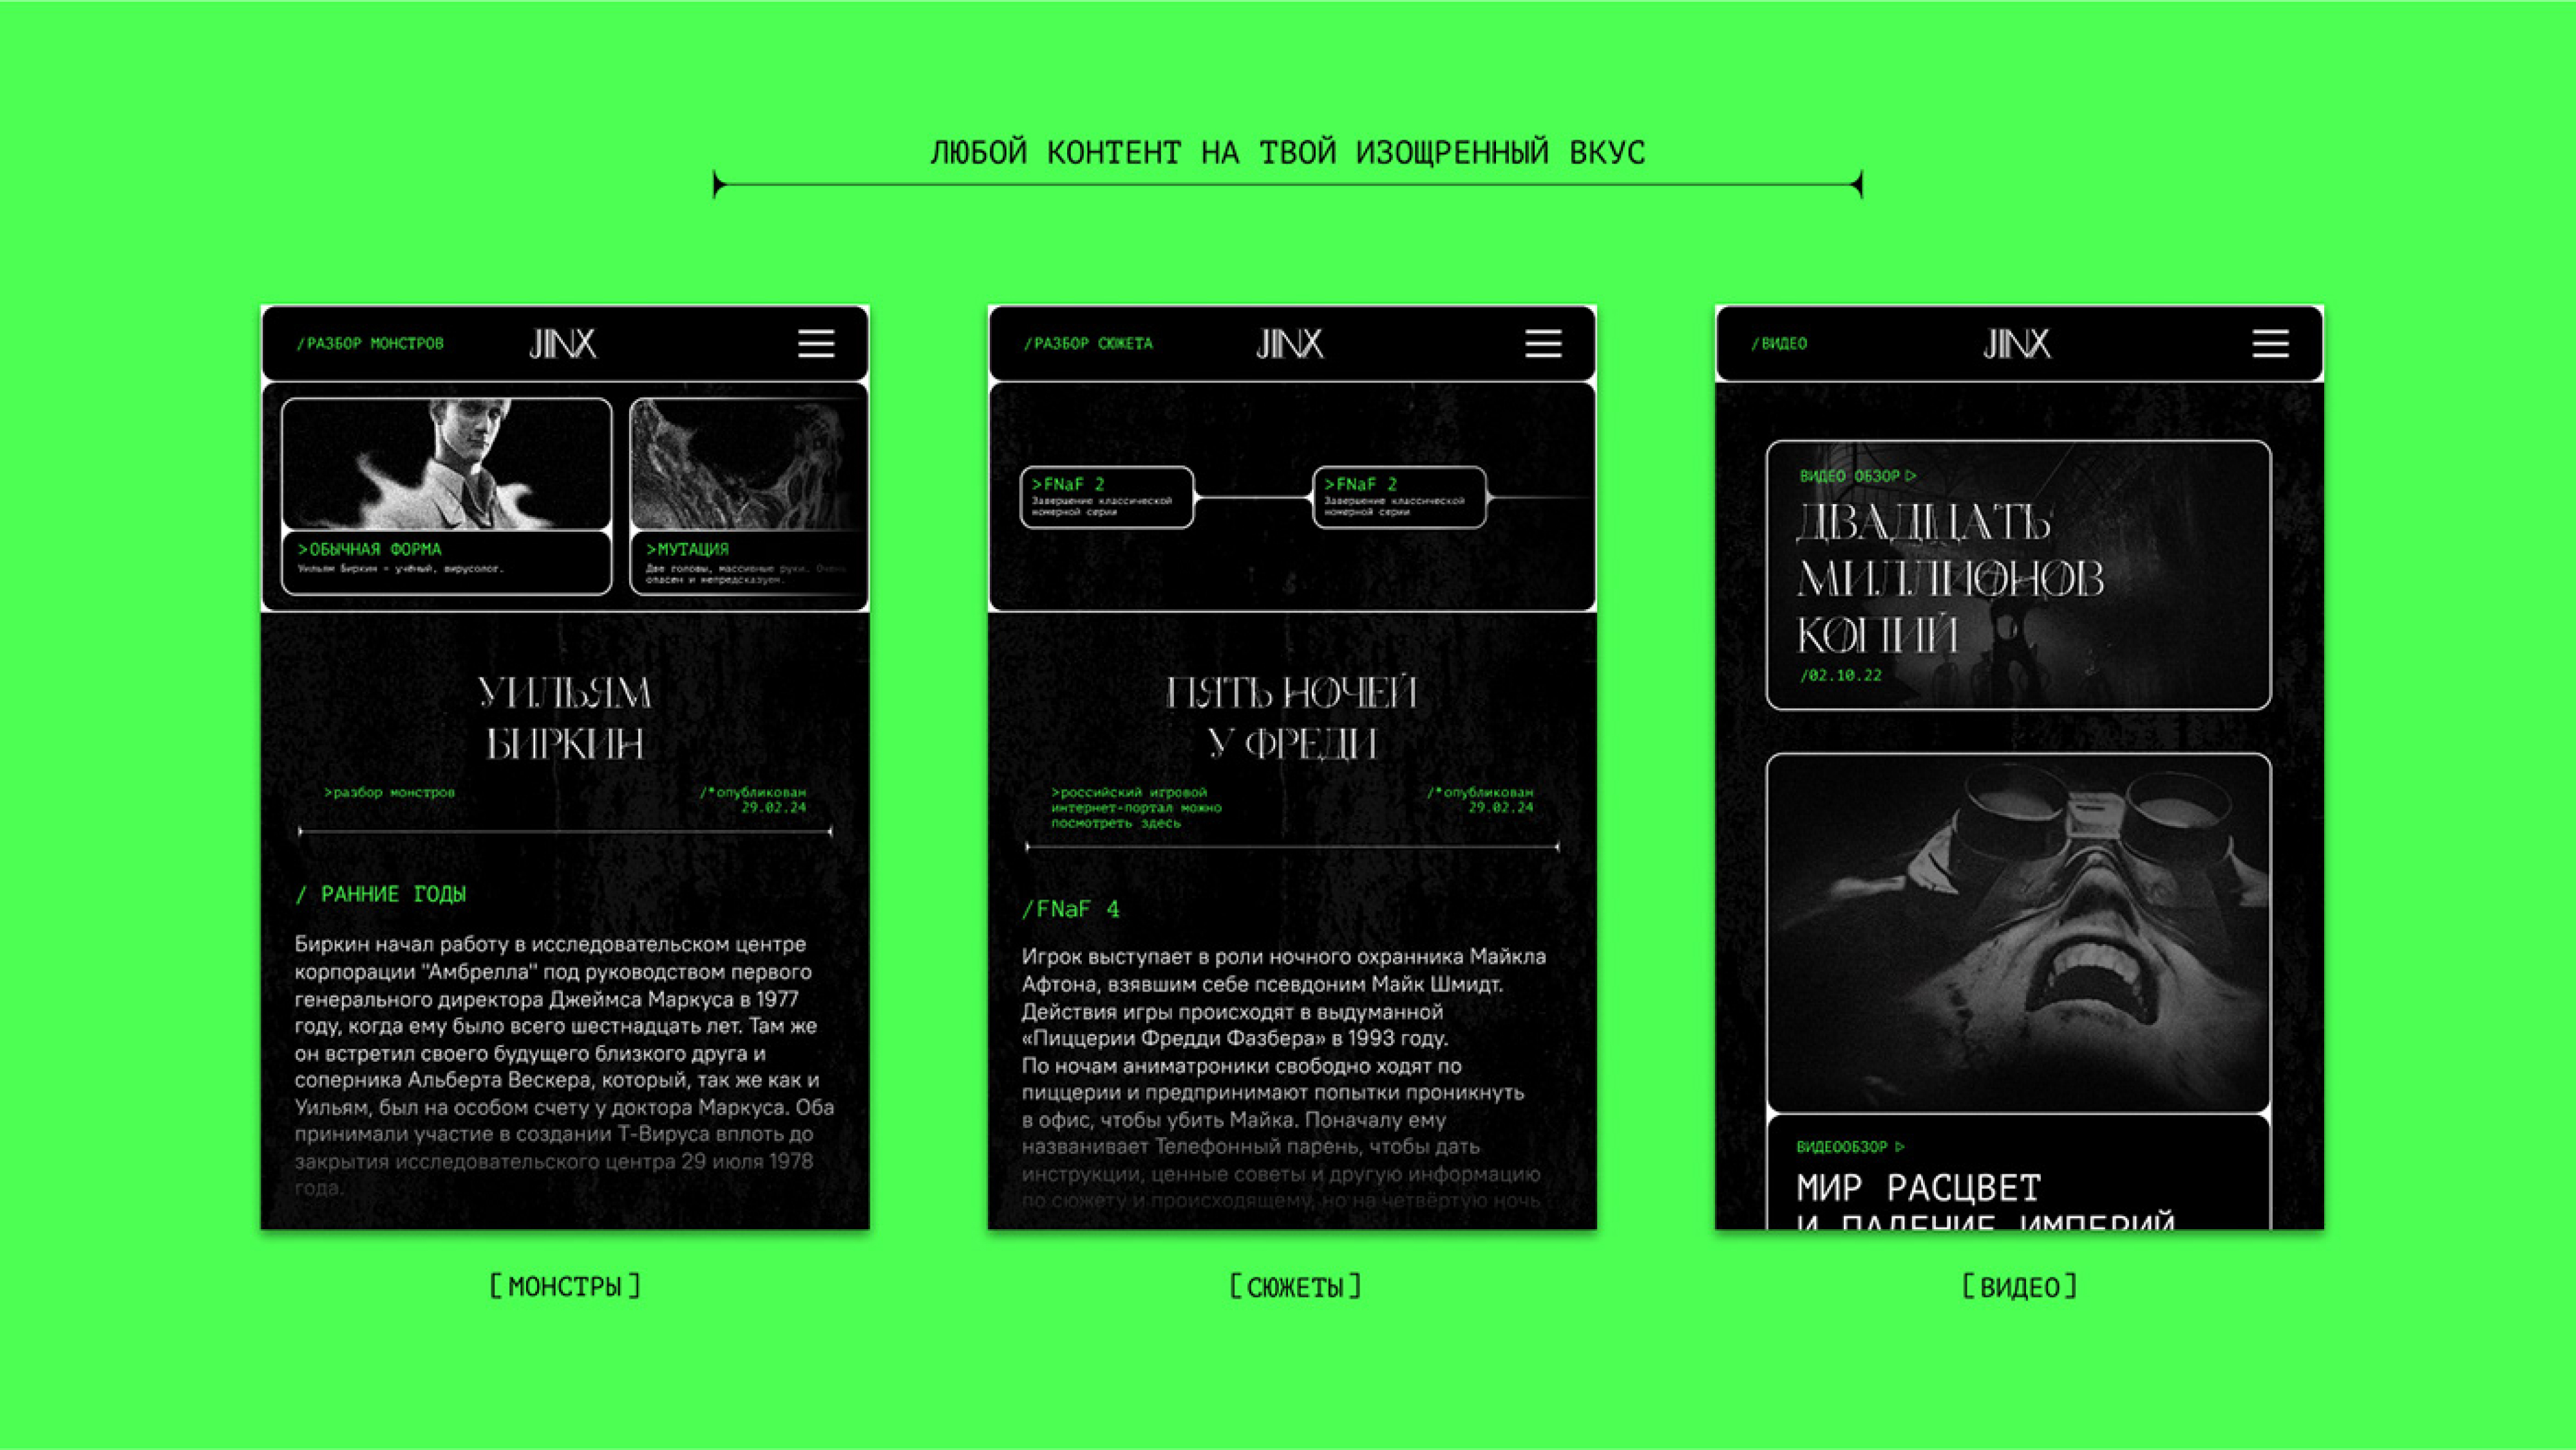 ЛЮБОЙ КОНТЕНТ НА ТВОЙ ИЗОЩРЕННЫЙ ВКУС
/РАЗБОР МОНСТРОВ
JINX
>ОБЫЧНАЯ ФОРМА
Уильям Биркин - учёный, вирусолог.
>МУТАЦИЯ
Две головы, массивные руки. Очень
опасен и непредсказуем.
УИЛЬЯМ
БИРКИН
>разбор монстров
/*опубликован
29.02.24
/ РАННИЕ ГОДЫ
Биркин начал работу в исследовательском центре
корпорации "Амбрелла" под руководством первого
генерального директора Джеймса Маркуса в 1977
году, когда ему было всего шестнадцать лет. Там же
он встретил своего будущего близкого друга и
соперника Альберта Вескера, который, так же как и
Уильям, был на особом счету у доктора Маркуса. Оба
принимали участие в создании Т-Вируса вплоть до
закрытия исследовательского центра 29 июля 1978
года.
[МОНСТРЫ]
/РАЗБОР СЮЖЕТА
JINX
>FNaF 2
Завершение классической
номерной серии
>FNaF 2
Завершение классической
номерной серии
ПЯТЬ НОЧЕЙ
У ФРЕДИ
>российский игровой
интернет-портал можно
посмотреть здесь
/*опубликован
29.02.24
/FNaF 4
Игрок выступает в роли ночного охранника Майкла
Афтона, взявшим себе псевдоним Майк Шмидт.
Действия игры происходят в выдуманной
«Пиццерии Фредди Фазбера» в 1993 году.
По ночам аниматроники свободно ходят по
пиццерии и предпринимают попытки проникнуть
в офис, чтобы убить Майка. Поначалу ему
названивает Телефонный парень, чтобы дать
инструкции, ценные советы и другую информацию
по сюжету и происходящему, но на четвёртую ночь
[СЮЖЕТЫ]
/ВИДЕО
JINX
ВИДЕО ОБЗОР
ДВАДЦАТЬ
МИЛЛИОНОВ
КОПИЙ
/02.10.22
ВИДЕООБЗОР
МИР РАСЦВЕТ
И ПАДЕНИЕ ИМПЕРИЙ
[ВИДЕО]